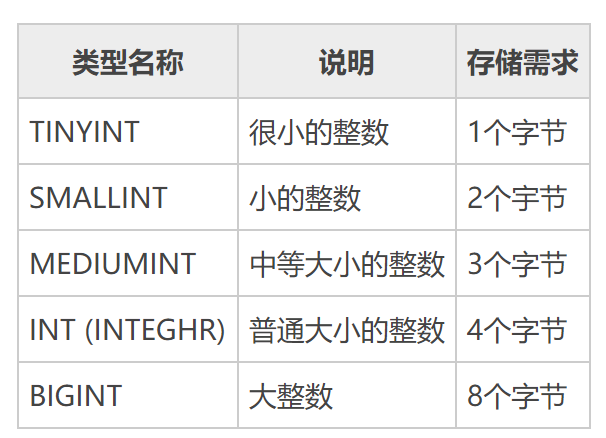 类型名称 说明 存储需求
TINYINT 很小的整数 1个字节
SMALLINT 小的整数 2个宇节
MEDIUMINT 中等大小的整数 3个字节
INT (INTEGHR) 普通大小的整数 4个字节
BIGINT 大整数 8个字节